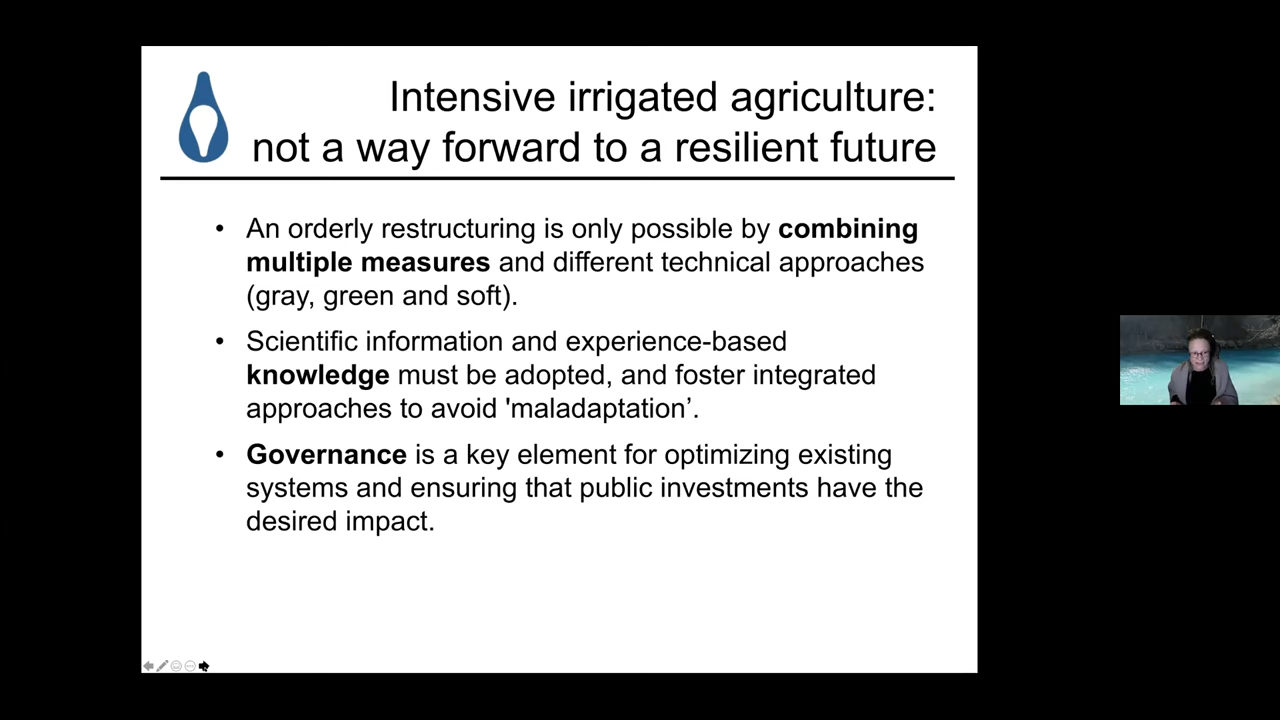 Intensive irrigated agriculture:
not a way forward to a resilient future
• An orderly restructuring is only possible by combining
multiple measures and different technical approaches
(gray, green and soft).
• Scientific information and experience-based
knowledge must be adopted, and foster integrated
approaches to avoid 'maladaptation’.
• Governance is a key element for optimizing existing
systems and ensuring that public investments have the
desired impact.